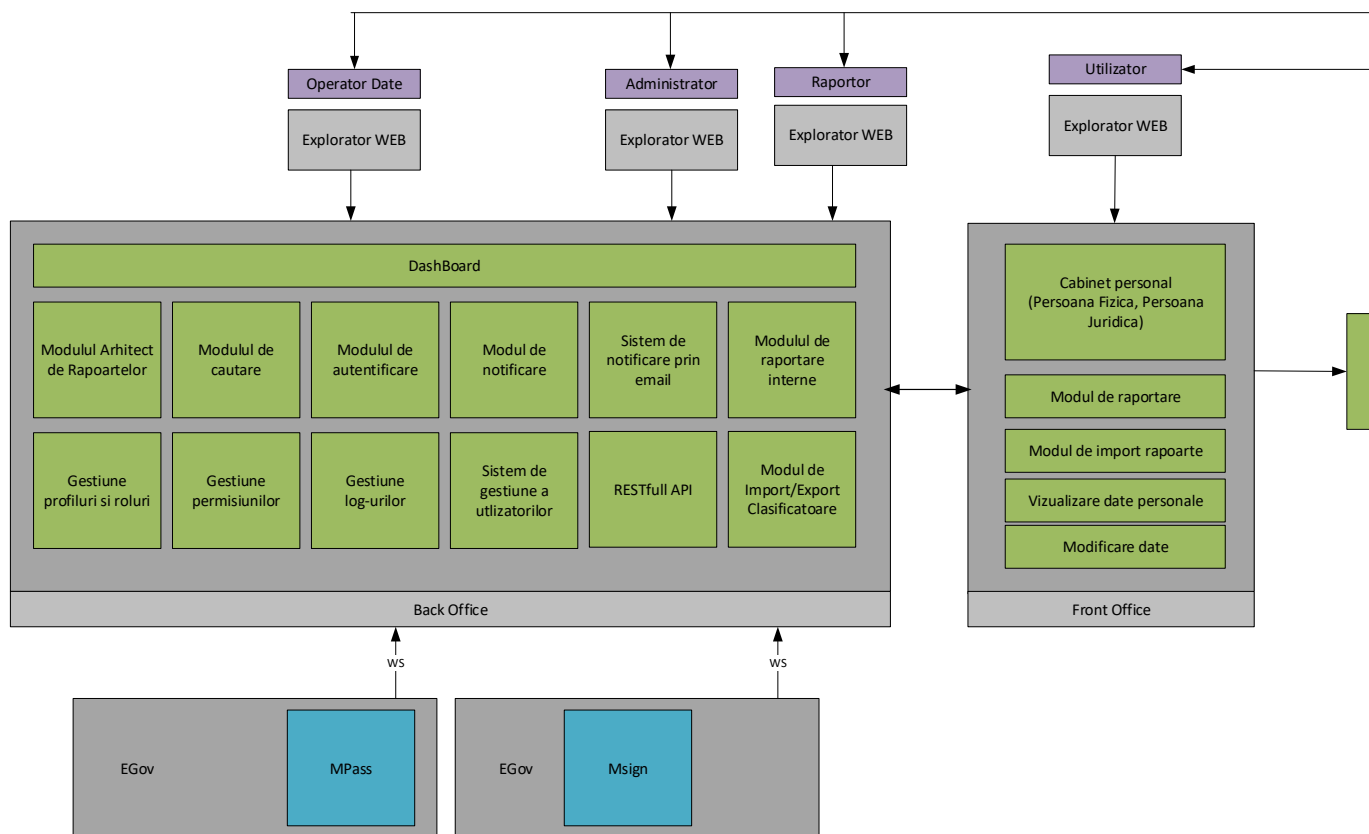 Operator Date
Administrator
Raportor
Utilizator
Explorator WEB
Explorator WEB
Explorator WEB
Explorator WEB
DashBoard
Modulul Arhitect
de Rapoartelor
Modulul de
cautare
Modulul de
autentificare
Modul de
notificare
Sistem de
notificare prin
email
Modulul de
raportare
interne
Gestiune
profiluri si roluri
Gestiune
permisiunilor
Gestiune
log-urilor
Sistem de
gestiune a
utlizatorilor
RESTfull API
Modul de
Import/Export
Clasificatoare
Back Office
Cabinet personal
(Persoana Fizica, Persoana
Juridica)
Modul de raportare
Modul de import rapoarte
Vizualizare date personale
Modificare date
Front Office
ws
ws
EGov
MPass
EGov
Msign